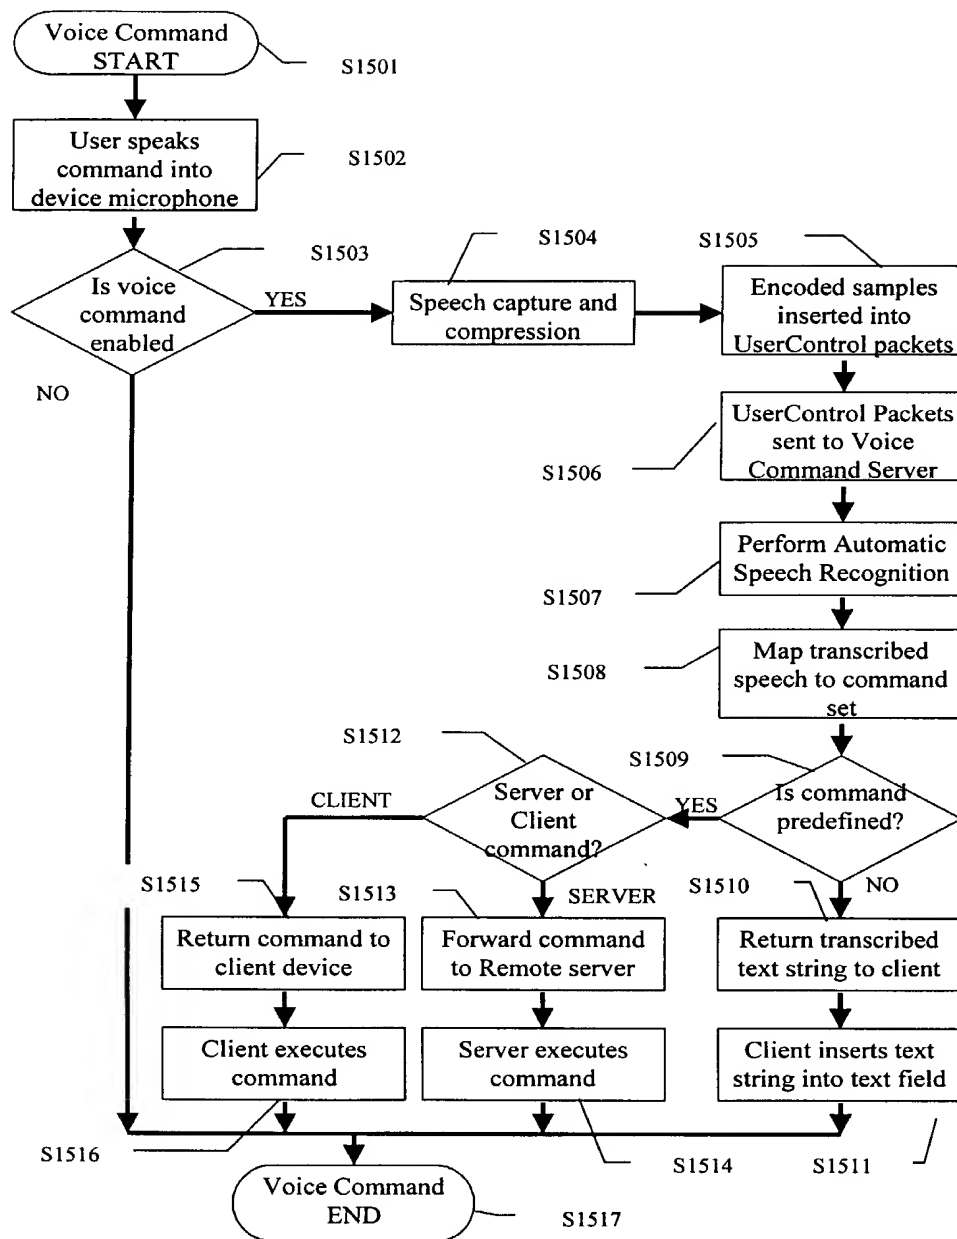 Voice Command
START
S1501
User speaks
command into
device microphone
S1502
Is voice
command
enabled
S1503
YES
NO
Speech capture and
compression
S1504
Encoded samples
inserted into
UserControl packets
S1505
UserControl Packets
sent to Voice
Command Server
S1506
Perform Automatic
Speech Recognition
S1507
Map transcribed
speech to command
set
S1508
Is command
predefined?
S1509
YES
NO
Server or
Client
command?
S1512
CLIENT
SERVER
Return command to
client device
S1515
Forward command
to Remote server
S1513
Return transcribed
text string to client
S1510
Client executes
command
S1516
Server executes
command
S1514
Client inserts text
string into text field
S1511
Voice Command
END
S1517